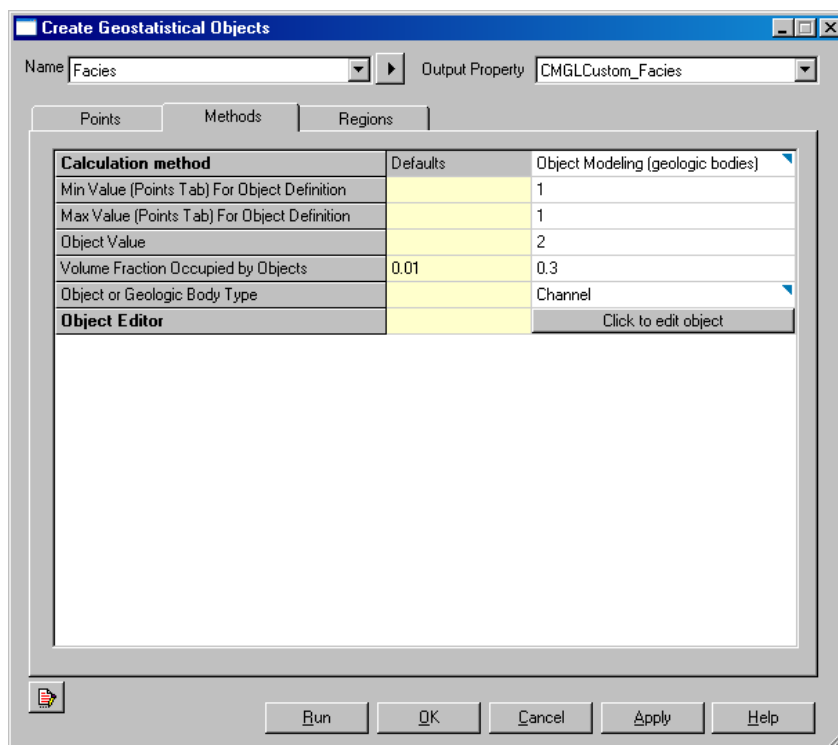 Create Geostatistical Objects
Name Facies Output Property CMGLCustom_Facies
Points Methods Regions
Calculation method Defaults Object Modeling (geologic bodies)
Min Value (Points Tab) For Object Definition 1
Max Value (Points Tab) For Object Definition 1
Object Value 2
Volume Fraction Occupied by Objects 0.01 0.3
Object or Geologic Body Type Channel
Object Editor Click to edit object
Run OK Cancel Apply Help